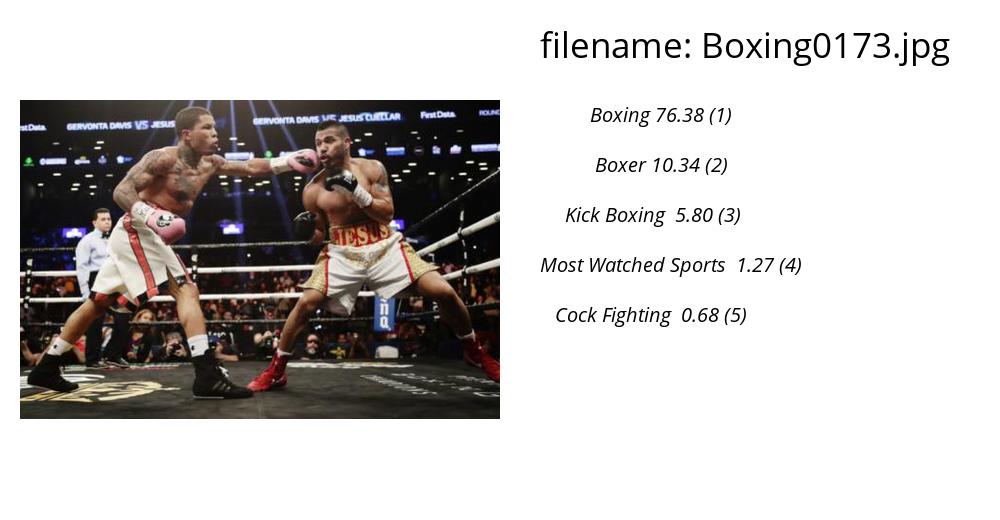 filename: Boxing0173.jpg
Boxing 76.38 (1)
Boxer 10.34 (2)
Kick Boxing 5.80 (3)
Most Watched Sports 1.27 (4)
Cock Fighting 0.68 (5)
First Data.
GERVONTA DAVIS VS JESUS
GERVONTA DAVIS VS JESUS CUELLAR
First Data.
ROUND
JESUS